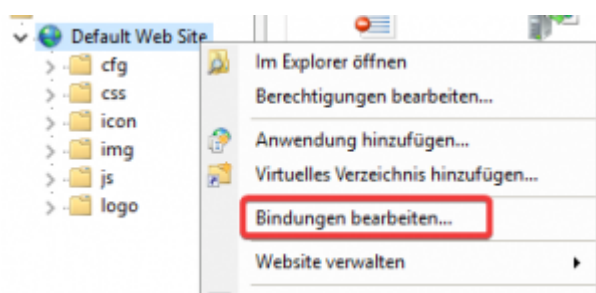 Default Web Site
cfg
css
icon
img
js
logo
Im Explorer öffnen
Berechtigungen bearbeiten...
Anwendung hinzufügen...
Virtuelles Verzeichnis hinzufügen...
Bindungen bearbeiten...
Website verwalten